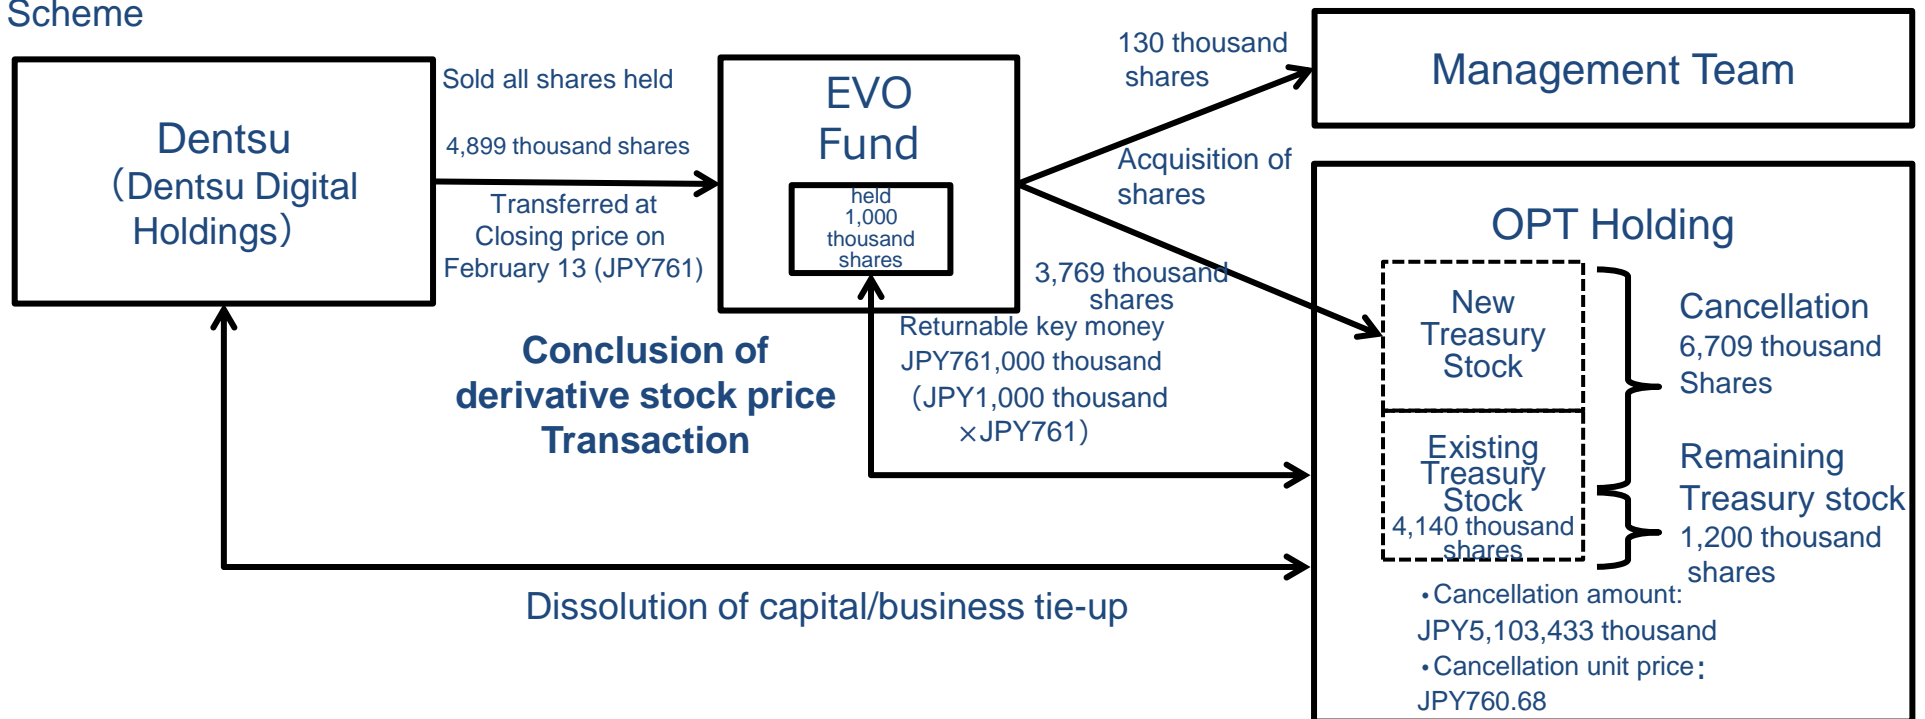 Scheme
Dentsu
（Dentsu Digital
Holdings）
Sold all shares held
4,899 thousand shares
Transferred at
Closing price on
February 13 (JPY761)
EVO
Fund
held
1,000
thousand
shares
130 thousand
shares
Management Team
Acquisition of
shares
3,769 thousand
shares
Returnable key money
JPY761,000 thousand
（JPY1,000 thousand
×JPY761）
Conclusion of
derivative stock price
Transaction
Dissolution of capital/business tie-up
OPT Holding
New
Treasury
Stock
Existing
Treasury
Stock
4,140 thousand
shares
Cancellation
6,709 thousand
Shares
Remaining
Treasury stock
1,200 thousand
shares
・Cancellation amount:
JPY5,103,433 thousand
・Cancellation unit price：
JPY760.68